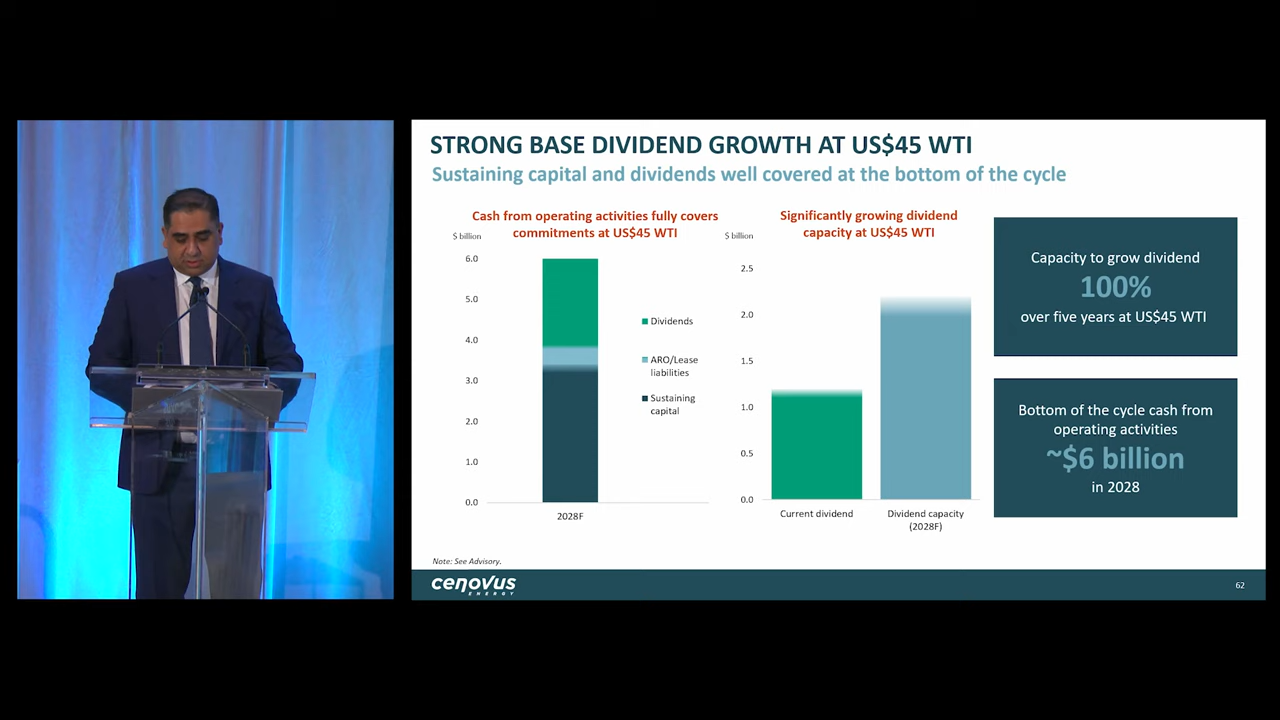 STRONG BASE DIVIDEND GROWTH AT US$45 WTI
Sustaining capital and dividends well covered at the bottom of the cycle
Cash from operating activities fully covers
commitments at US$45 WTI
$ billion
6.0
5.0
4.0
3.0
2.0
1.0
0.0
2028F
Dividends
ARO/Lease
liabilities
Sustaining
capital
Significantly growing dividend
capacity at US$45 WTI
$ billion
2.5
2.0
1.5
1.0
0.5
0.0
Current dividend
Dividend capacity
(2028F)
Capacity to grow dividend
100%
over five years at US$45 WTI
Bottom of the cycle cash from
operating activities
~$6 billion
in 2028
Note: See Advisory.
cenovus
ENERGY
62